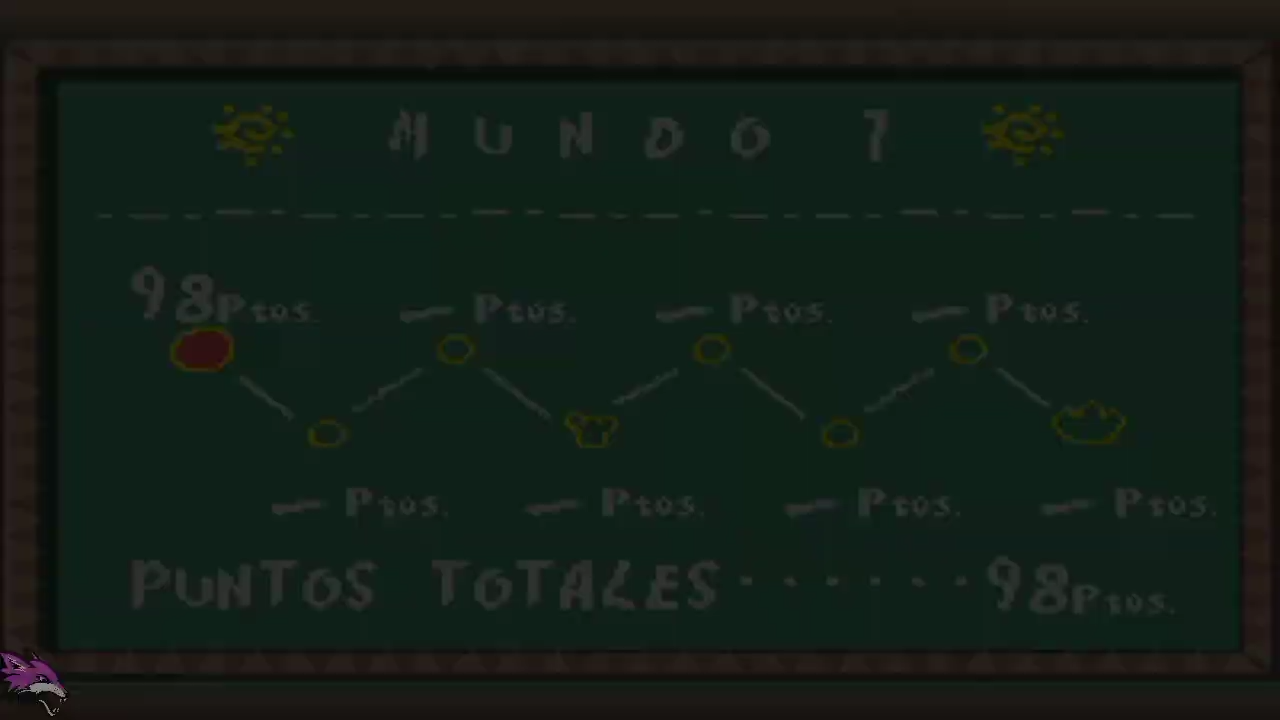 MUNDO 1
98Ptos. — Ptos. — Ptos. — Ptos.
— Ptos. — Ptos. — Ptos. — Ptos.
PUNTOS TOTALES.......98Ptos.